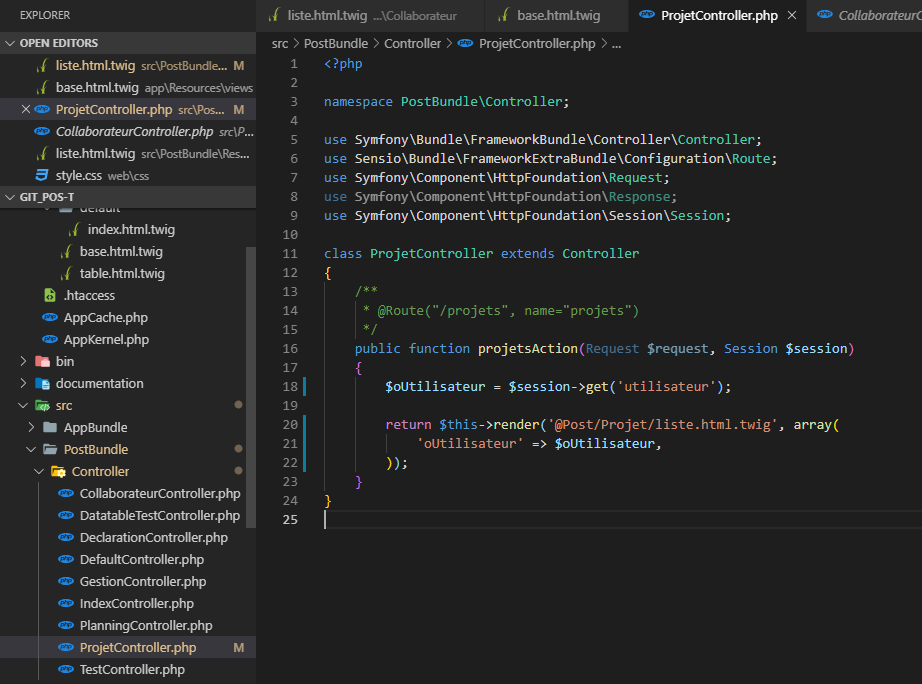 EXPLORER
OPEN EDITORS
liste.html.twig src\PostBundle... M
base.html.twig app\Resources\views
ProjetController.php src\Pos... M
CollaborateurController.php src\P...
liste.html.twig src\PostBundle\Res...
style.css web\css
GIT_POS-T
default
index.html.twig
base.html.twig
table.html.twig
.htaccess
AppCache.php
AppKernel.php
bin
documentation
src
AppBundle
PostBundle
Controller
CollaborateurController.php
DatatableTestController.php
DeclarationController.php
DefaultController.php
GestionController.php
IndexController.php
PlanningController.php
ProjetController.php M
TestController.php
liste.html.twig ...\Collaborateur base.html.twig ProjetController.php × CollaborateurC
src > PostBundle > Controller > ProjetController.php > ...
1 <?php
2
3 namespace PostBundle\Controller;
4
5 use Symfony\Bundle\FrameworkBundle\Controller\Controller;
6 use Sensio\Bundle\FrameworkExtraBundle\Configuration\Route;
7 use Symfony\Component\HttpFoundation\Request;
8 use Symfony\Component\HttpFoundation\Response;
9 use Symfony\Component\HttpFoundation\Session\Session;
10
11 class ProjetController extends Controller
12 {
13 /**
14 * @Route("/projets", name="projets")
15 */
16 public function projetsAction(Request $request, Session $session)
17 {
18 $oUtilisateur = $session->get('utilisateur');
19
20 return $this->render('@Post/Projet/liste.html.twig', array(
21 'oUtilisateur' => $oUtilisateur,
22 ));
23 }
24 }
25